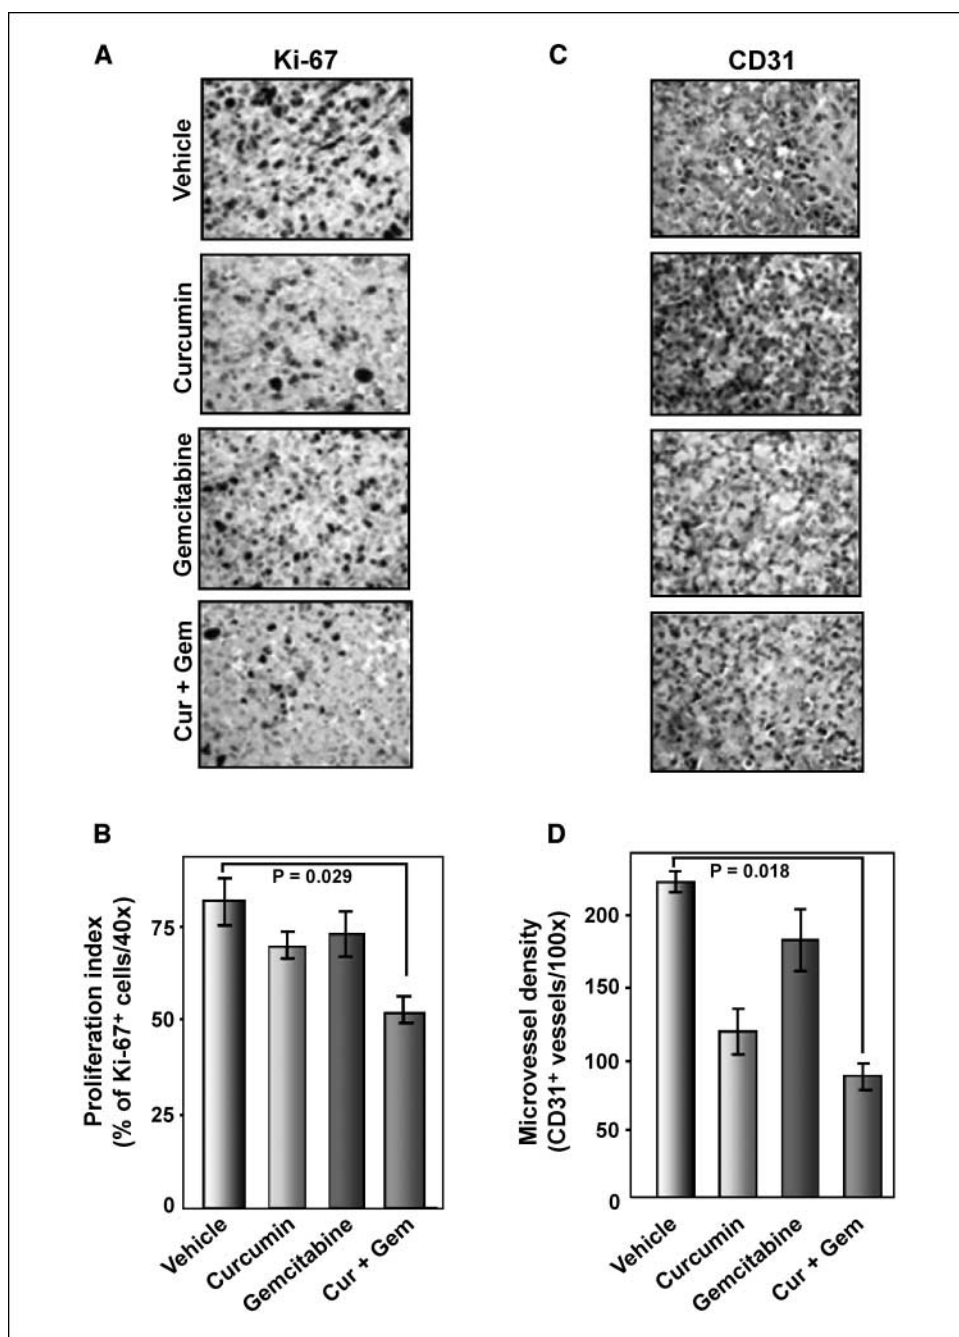 A
Ki-67
Vehicle
Curcumin
Gemcitabine
Cur + Gem
C
CD31
B
Proliferation index
(% of Ki-67⁺ cells/40x)
75
50
25
0
P = 0.029
Vehicle
Curcumin
Gemcitabine
Cur + Gem
D
Microvessel density
(CD31⁺ vessels/100x)
200
150
100
50
0
P = 0.018
Vehicle
Curcumin
Gemcitabine
Cur + Gem